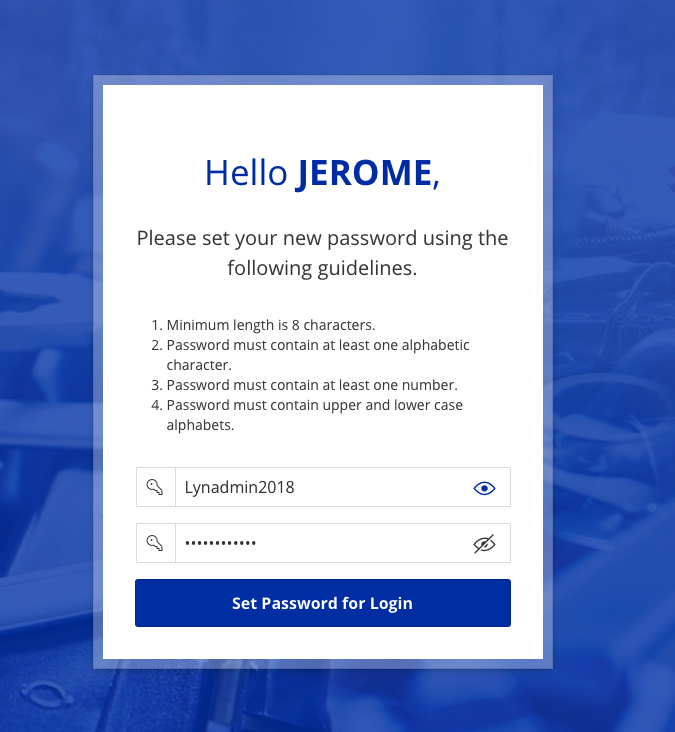 Hello JEROME,
Please set your new password using the
following guidelines.
1. Minimum length is 8 characters.
2. Password must contain at least one alphabetic
character.
3. Password must contain at least one number.
4. Password must contain upper and lower case
alphabets.
Lynadmin2018
••••••••••••
Set Password for Login